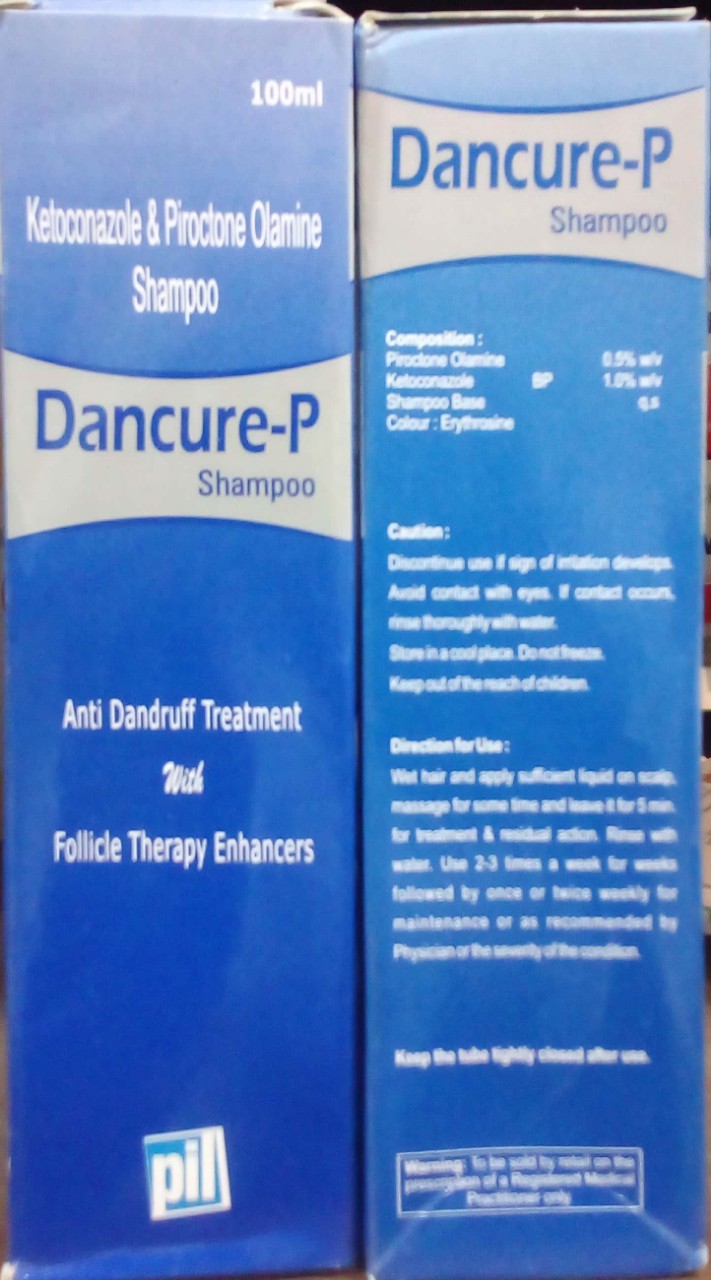 100ml
Ketoconazole & Piroctone Olamine
Shampoo
Dancure-P
Shampoo
Anti Dandruff Treatment
With
Follicle Therapy Enhancers
pil
Dancure-P
Shampoo
Composition :
Piroctone Olamine 0.5% w/v
Ketoconazole BP 1.0% w/v
Shampoo Base q.s
Colour : Erythrosine
Caution :
Discontinue use if sign of irritation develops.
Avoid contact with eyes. If contact occurs,
rinse thoroughly with water.
Store in a cool place. Do not freeze.
Keep out of the reach of children.
Direction for Use :
Wet hair and apply sufficient liquid on scalp,
massage for some time and leave it for 5 min.
for treatment & residual action. Rinse with
water. Use 2-3 times a week for weeks
followed by once or twice weekly for
maintenance or as recommended by
Physician or the severity of the condition.
Keep the tube tightly closed after use.
Warning: To be sold by retail on the
prescription of a Registered Medical
Practitioner only.